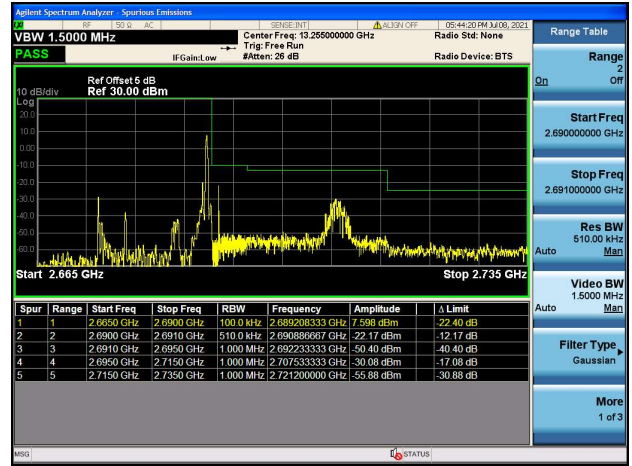 Agilent Spectrum Analyzer - Spurious Emissions
RF 50 Ω AC SENSE:INT ALIGN OFF 05:44:20 PM Jul 08, 2021
VBW 1.5000 MHz
Center Freq: 13.255000000 GHz
Radio Std: None
Trig: Free Run
PASS
IFGain:Low
#Atten: 26 dB
Radio Device: BTS
Ref Offset 5 dB
10 dB/div Ref 30.00 dBm
Log
20.0
10.0
0.00
-10.0
-20.0
-30.0
-40.0
-50.0
-60.0
Start 2.665 GHz Stop 2.735 GHz
Spur Range Start Freq Stop Freq RBW Frequency Amplitude Δ Limit
1 1 2.6650 GHz 2.6900 GHz 100.0 kHz 2.689208333 GHz 7.598 dBm -22.40 dB
2 2 2.6900 GHz 2.6910 GHz 510.0 kHz 2.690886667 GHz -22.17 dBm -12.17 dB
3 3 2.6910 GHz 2.6950 GHz 1.000 MHz 2.692233333 GHz -50.40 dBm -40.40 dB
4 4 2.6950 GHz 2.7150 GHz 1.000 MHz 2.707533333 GHz -30.08 dBm -17.08 dB
5 5 2.7150 GHz 2.7350 GHz 1.000 MHz 2.721200000 GHz -55.88 dBm -30.88 dB
MSG STATUS
Range Table
Range
2
On Off
Start Freq
2.690000000 GHz
Stop Freq
2.691000000 GHz
Res BW
510.00 kHz
Auto Man
Video BW
1.5000 MHz
Auto Man
Filter Type
Gaussian
More
1 of 3